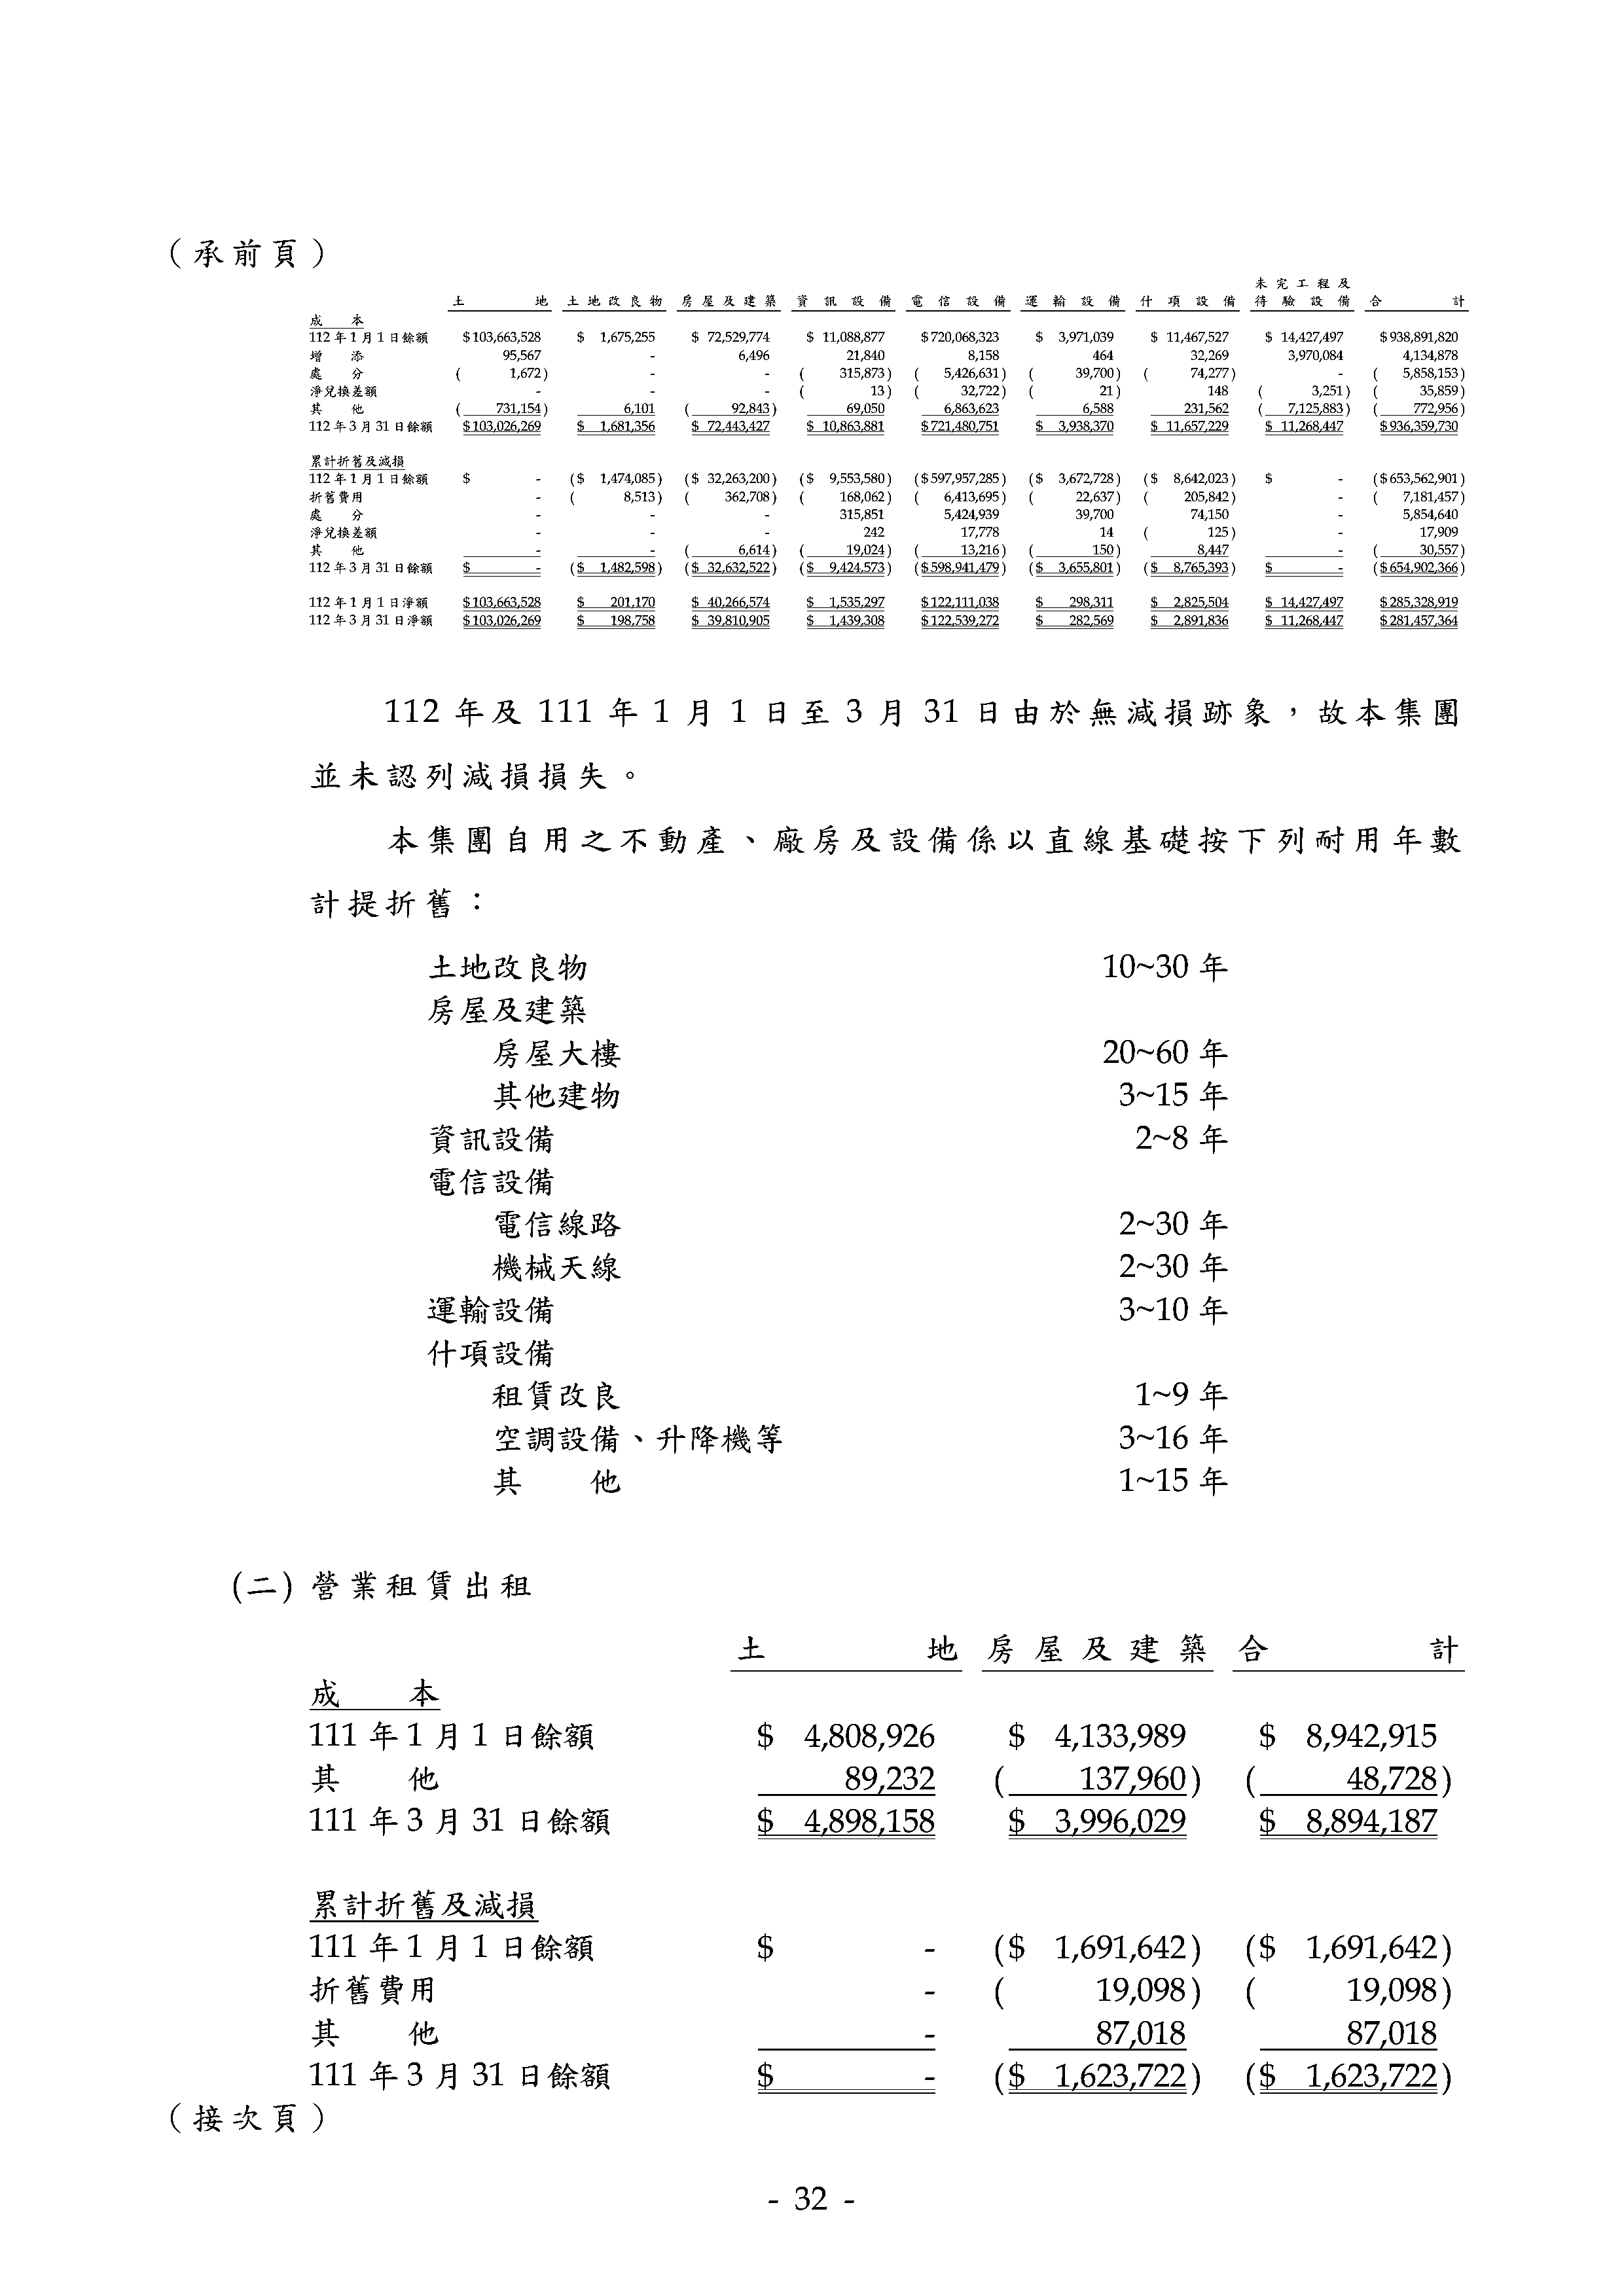 （承前頁）
未完工程及
土地 土地改良物 房屋及建築 資訊設備 電信設備 運輸設備 什項設備 待驗設備 合計
成本
112年1月1日餘額 $103,663,528 $ 1,675,255 $ 72,529,774 $ 11,088,877 $720,068,323 $ 3,971,039 $ 11,467,527 $ 14,427,497 $938,891,820
增添 95,567 - 6,496 21,840 8,158 464 32,269 3,970,084 4,134,878
處分 ( 1,672) - - ( 315,873) ( 5,426,631) ( 39,700) ( 74,277) - ( 5,858,153)
淨兌換差額 - - - ( 13) ( 32,722) ( 21) 148 ( 3,251) ( 35,859)
其他 ( 731,154) 6,101 ( 92,843) 69,050 6,863,623 6,588 231,562 ( 7,125,883) ( 772,956)
112年3月31日餘額 $103,026,269 $ 1,681,356 $ 72,443,427 $ 10,863,881 $721,480,751 $ 3,938,370 $ 11,657,229 $ 11,268,447 $936,359,730
累計折舊及減損
112年1月1日餘額 $ - ($ 1,474,085) ($ 32,263,200) ($ 9,553,580) ($597,957,285) ($ 3,672,728) ($ 8,642,023) $ - ($653,562,901)
折舊費用 - ( 8,513) ( 362,708) ( 168,062) ( 6,413,695) ( 22,637) ( 205,842) - ( 7,181,457)
處分 - - - 315,851 5,424,939 39,700 74,150 - 5,854,640
淨兌換差額 - - - 242 17,778 14 ( 125) - 17,909
其他 - - ( 6,614) ( 19,024) ( 13,216) ( 150) 8,447 - ( 30,557)
112年3月31日餘額 $ - ($ 1,482,598) ($ 32,632,522) ($ 9,424,573) ($598,941,479) ($ 3,655,801) ($ 8,765,393) $ - ($654,902,366)
112年1月1日淨額 $103,663,528 $ 201,170 $ 40,266,574 $ 1,535,297 $122,111,038 $ 298,311 $ 2,825,504 $ 14,427,497 $285,328,919
112年3月31日淨額 $103,026,269 $ 198,758 $ 39,810,905 $ 1,439,308 $122,539,272 $ 282,569 $ 2,891,836 $ 11,268,447 $281,457,364
112年及111年1月1日至3月31日由於無減損跡象，故本集團
並未認列減損損失。
本集團自用之不動產、廠房及設備係以直線基礎按下列耐用年數
計提折舊：
土地改良物 10~30年
房屋及建築
房屋大樓 20~60年
其他建物 3~15年
資訊設備 2~8年
電信設備
電信線路 2~30年
機械天線 2~30年
運輸設備 3~10年
什項設備
租賃改良 1~9年
空調設備、升降機等 3~16年
其他 1~15年
(二)營業租賃出租
土地 房屋及建築 合計
成本
111年1月1日餘額 $ 4,808,926 $ 4,133,989 $ 8,942,915
其他 89,232 ( 137,960) ( 48,728)
111年3月31日餘額 $ 4,898,158 $ 3,996,029 $ 8,894,187
累計折舊及減損
111年1月1日餘額 $ - ($ 1,691,642) ($ 1,691,642)
折舊費用 - ( 19,098) ( 19,098)
其他 - 87,018 87,018
111年3月31日餘額 $ - ($ 1,623,722) ($ 1,623,722)
（接次頁）
- 32 -